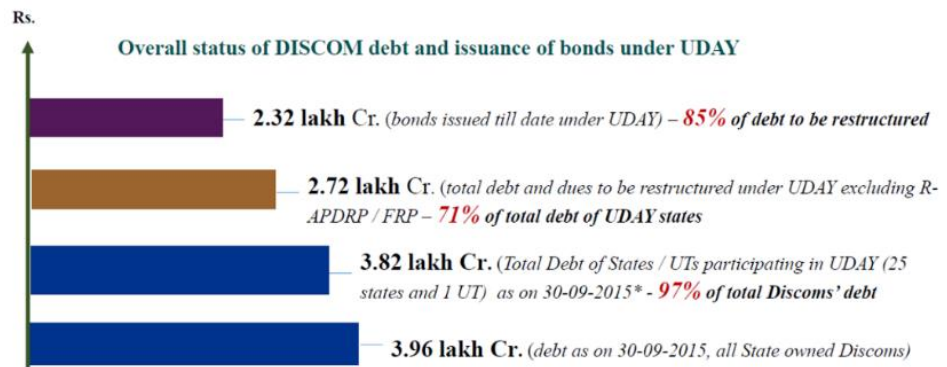 Rs.
Overall status of DISCOM debt and issuance of bonds under UDAY
2.32 lakh Cr. (bonds issued till date under UDAY) – 85% of debt to be restructured
2.72 lakh Cr. (total debt and dues to be restructured under UDAY excluding R-
APDRP / FRP – 71% of total debt of UDAY states
3.82 lakh Cr. (Total Debt of States / UTs participating in UDAY (25
states and 1 UT) as on 30-09-2015* - 97% of total Discoms' debt
3.96 lakh Cr. (debt as on 30-09-2015, all State owned Discoms)